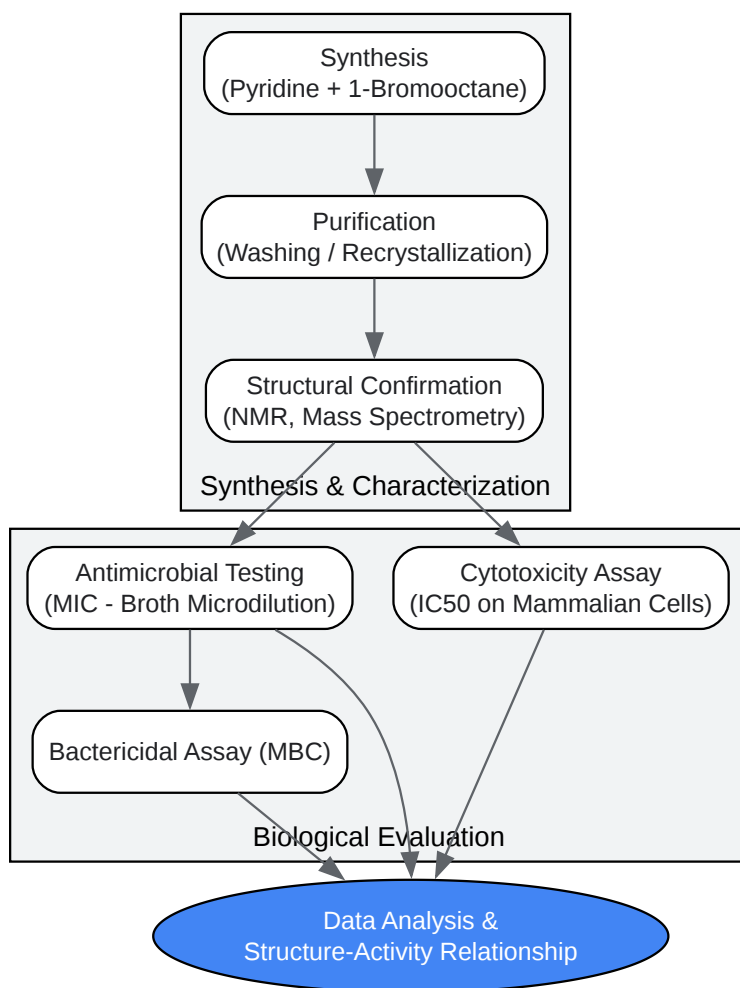 Synthesis
(Pyridine + 1-Bromooctane)
Purification
(Washing / Recrystallization)
Structural Confirmation
(NMR, Mass Spectrometry)
Synthesis & Characterization
Antimicrobial Testing
(MIC - Broth Microdilution)
Cytotoxicity Assay
(IC50 on Mammalian Cells)
Bactericidal Assay (MBC)
Biological Evaluation
Data Analysis &
Structure-Activity Relationship